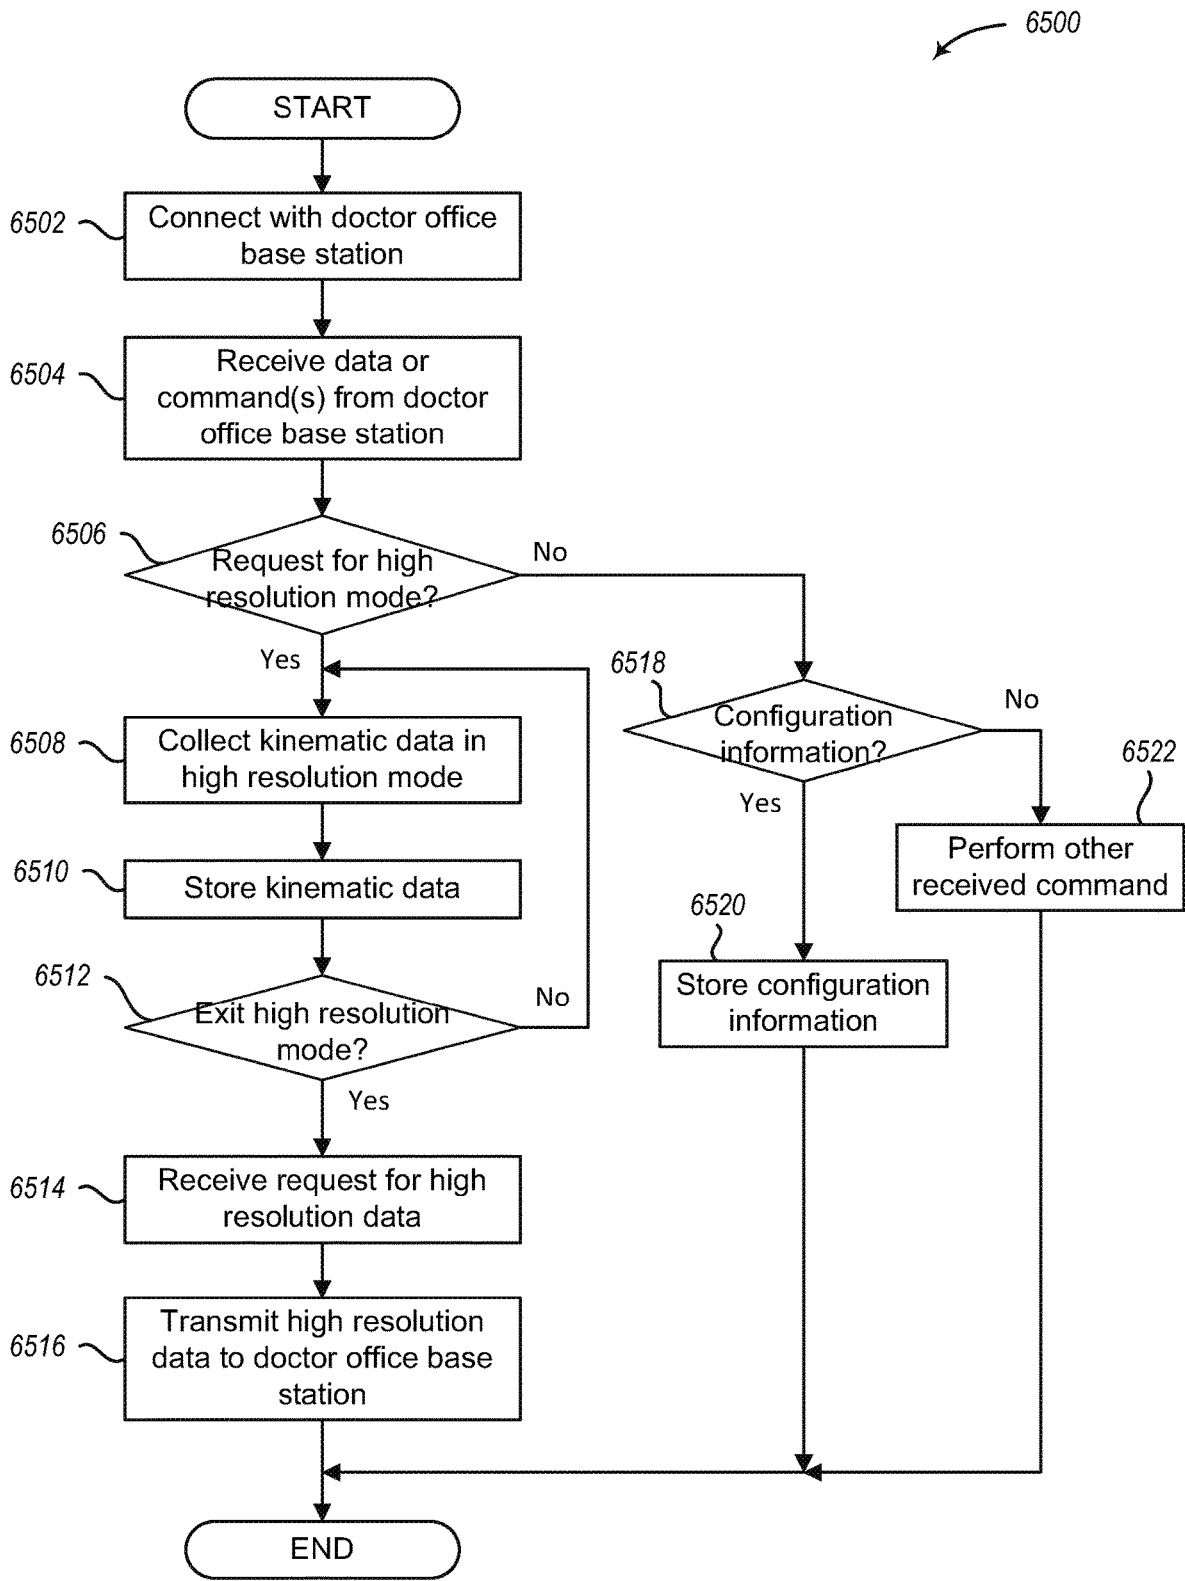 6500
START
6502
Connect with doctor office
base station
6504
Receive data or
command(s) from doctor
office base station
6506
Request for high
resolution mode?
No
Yes
6518
Configuration
information?
No
Yes
6508
Collect kinematic data in
high resolution mode
6522
Perform other
received command
6510
Store kinematic data
6520
Store configuration
information
6512
Exit high resolution
mode?
No
Yes
6514
Receive request for high
resolution data
6516
Transmit high resolution
data to doctor office base
station
END